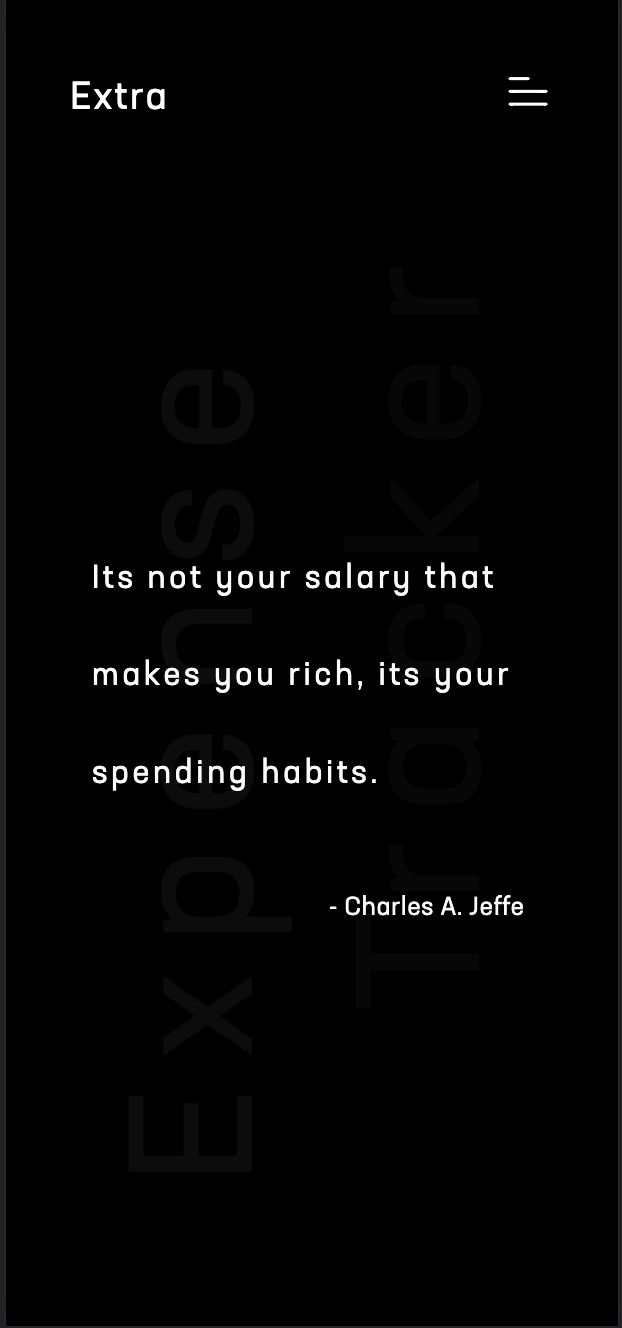 Extra
Expense
Tracker
Its not your salary that
makes you rich, its your
spending habits.
- Charles A. Jeffe